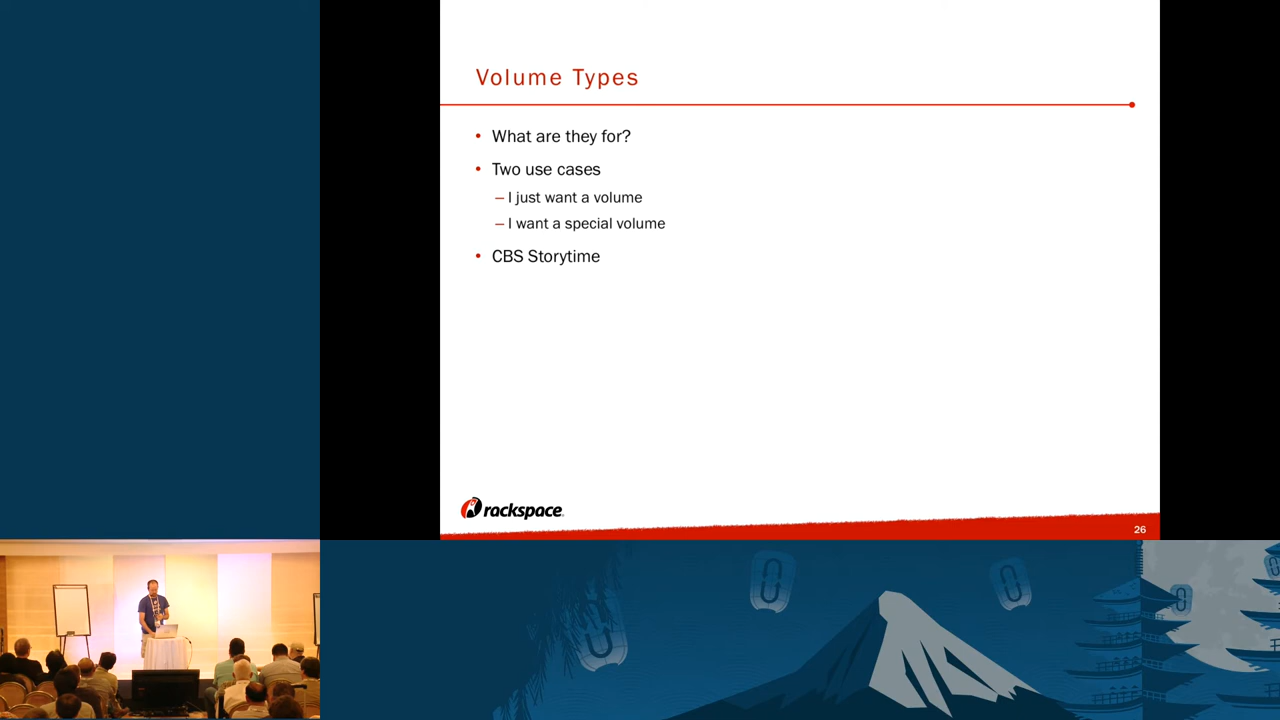 Volume Types
• What are they for?
• Two use cases
– I just want a volume
– I want a special volume
• CBS Storytime
rackspace
26